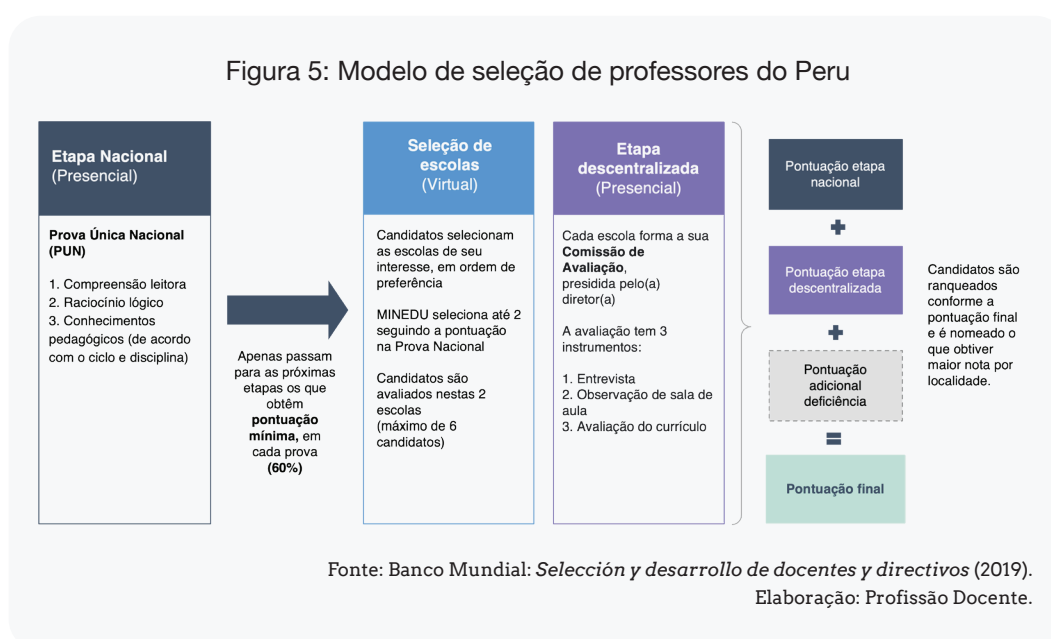 Figura 5: Modelo de seleção de professores do Peru
Etapa Nacional
(Presencial)
Prova Única Nacional
(PUN)
1. Compreensão leitora
2. Raciocínio lógico
3. Conhecimentos
pedagógicos (de acordo
com o ciclo e disciplina)
Apenas passam
para as próximas
etapas os que
obtêm
pontuação
mínima, em
cada prova
(60%)
Seleção de
escolas
(Virtual)
Candidatos selecionam
as escolas de seu
interesse, em ordem de
preferência
MINEDU seleciona até 2
seguindo a pontuação
na Prova Nacional
Candidatos são
avaliados nestas 2
escolas
(máximo de 6
candidatos)
Etapa
descentralizada
(Presencial)
Cada escola forma a sua
Comissão de
Avaliação,
presidida pelo(a)
diretor(a)
A avaliação tem 3
instrumentos:
1. Entrevista
2. Observação de sala de
aula
3. Avaliação do currículo
Pontuação etapa
nacional
+
Pontuação etapa
descentralizada
+
Pontuação
adicional
deficiência
=
Pontuação final
Candidatos são
ranqueados
conforme a
pontuação final
e é nomeado o
que obtiver
maior nota por
localidade.
Fonte: Banco Mundial: Selección y desarrollo de docentes y directivos (2019).
Elaboração: Profissão Docente.